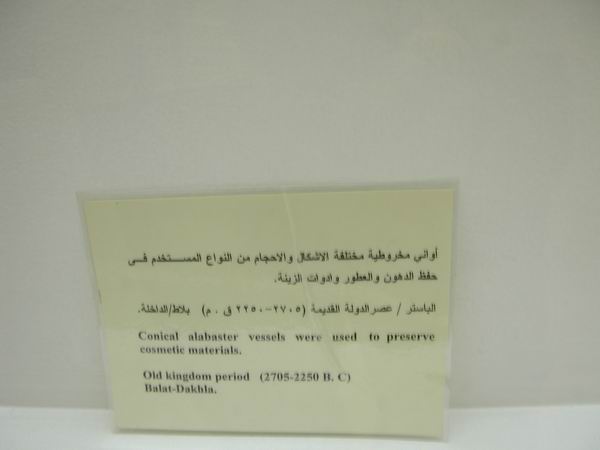 أواني مخروطية مختلفة الاشكال والاحجام من النواع المستخدم فى
حفظ الدهون والعطور وادوات الزينة.
الباستر / عصر الدولة القديمة (٢٧٠٥-٢٢٥٠ ق . م) بلاط/الداخلة.
Conical alabaster vessels were used to preserve
cosmetic materials.
Old kingdom period (2705-2250 B. C)
Balat-Dakhla.